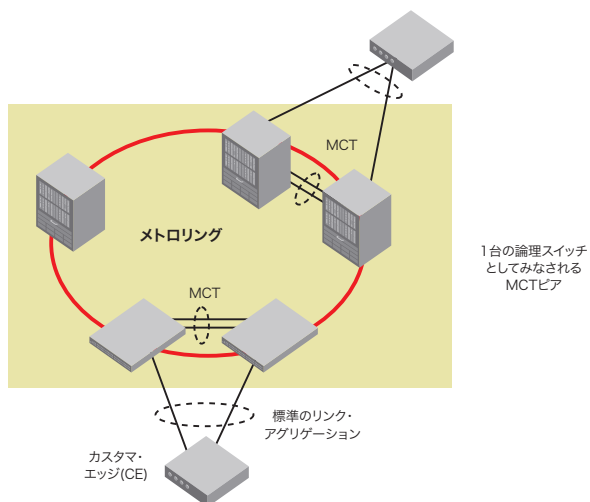 MCT
メトロリング
1台の論理スイッチ
としてみなされる
MCTピア
MCT
標準のリンク・
アグリゲーション
カスタマ・
エッジ(CE)